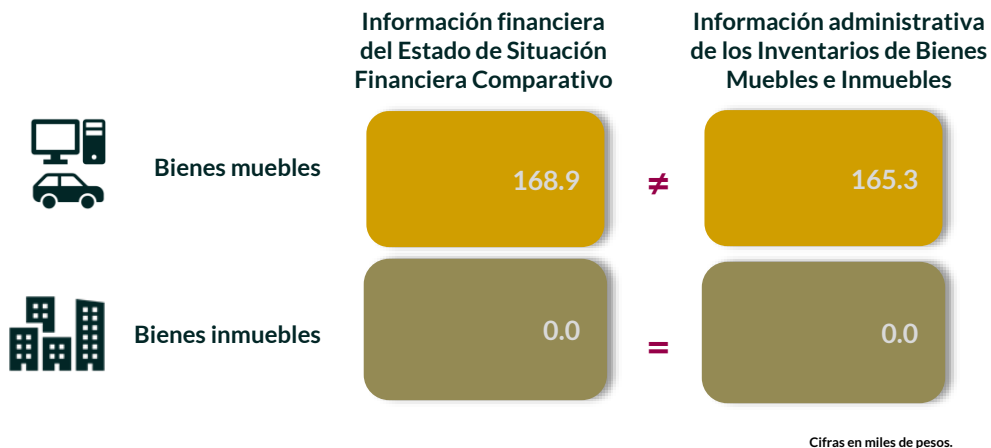 Información financiera
del Estado de Situación
Financiera Comparativo
Información administrativa
de los Inventarios de Bienes
Muebles e Inmuebles
Bienes muebles
168.9
≠
165.3
Bienes inmuebles
0.0
=
0.0
Cifras en miles de pesos.